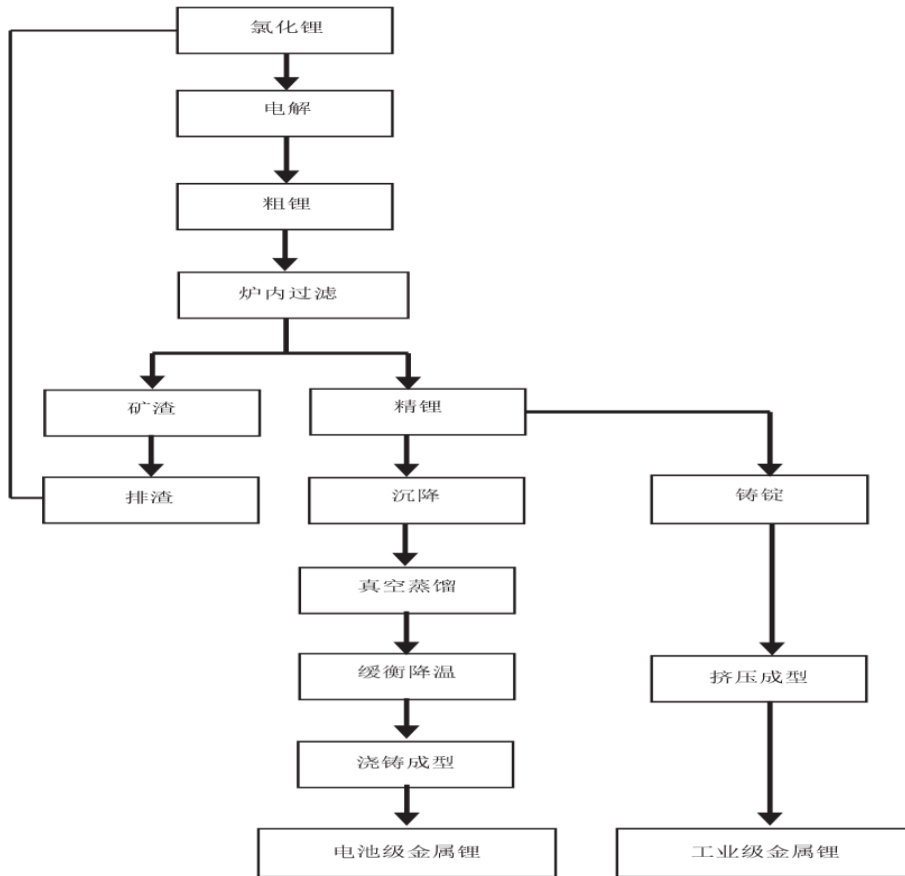 氯化锂
电解
粗锂
炉内过滤
矿渣
精锂
排渣
沉降
铸锭
真空蒸馏
缓衡降温
挤压成型
浇铸成型
电池级金属锂
工业级金属锂